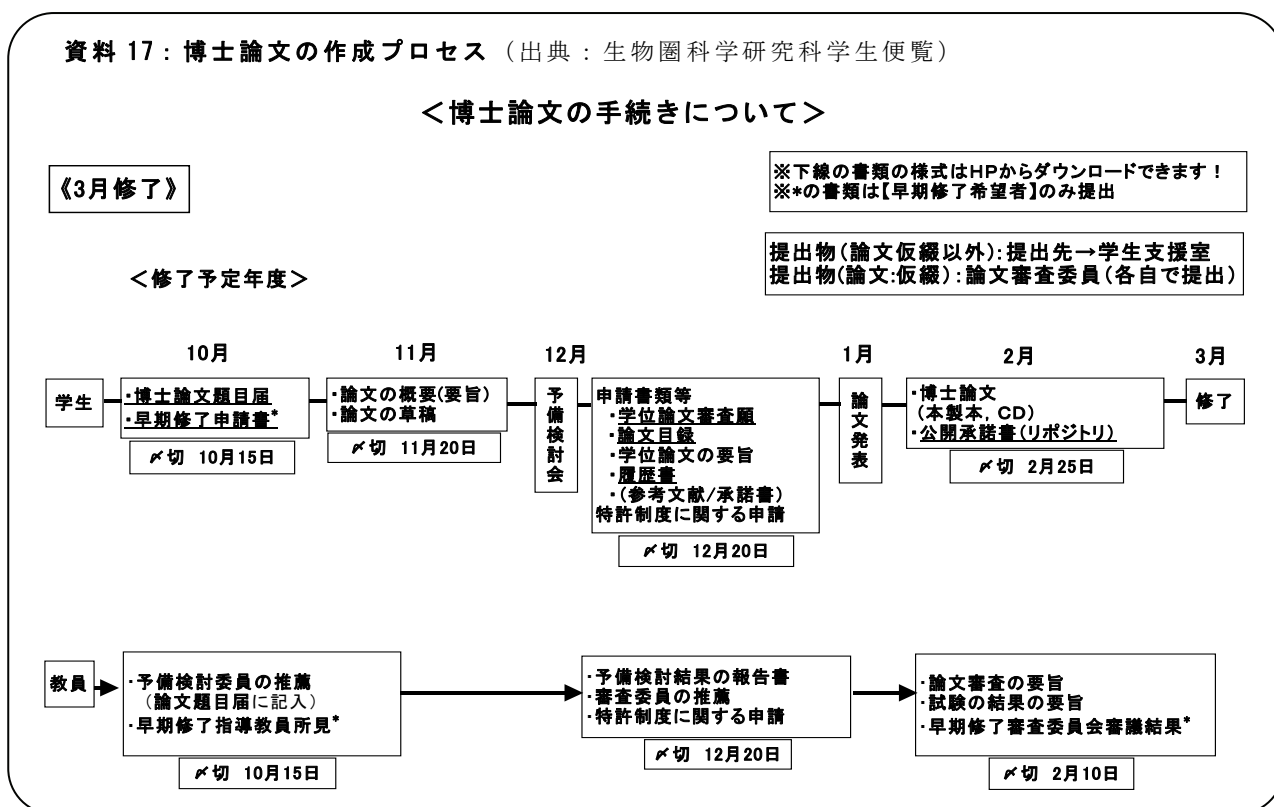 資料 17：博士論文の作成プロセス（出典：生物圏科学研究科学生便覧）
＜博士論文の手続きについて＞
《3月修了》
※下線の書類の様式はHPからダウンロードできます！
※*の書類は【早期修了希望者】のみ提出
提出物（論文仮綴以外）：提出先→学生支援室
提出物（論文:仮綴）：論文審査委員（各自で提出）
＜修了予定年度＞
10月
11月
12月
1月
2月
3月
学生
・博士論文題目届
・早期修了申請書*
〆切 10月15日
・論文の概要(要旨)
・論文の草稿
〆切 11月20日
予備検討会
申請書類等
・学位論文審査願
・論文目録
・学位論文の要旨
・履歴書
・(参考文献/承諾書)
特許制度に関する申請
〆切 12月20日
論文発表
・博士論文
(本製本，CD)
・公開承諾書(リポジトリ)
〆切 2月25日
修了
教員
・予備検討委員の推薦
（論文題目届に記入）
・早期修了指導教員所見*
〆切 10月15日
・予備検討結果の報告書
・審査委員の推薦
・特許制度に関する申請
〆切 12月20日
・論文審査の要旨
・試験の結果の要旨
・早期修了審査委員会審議結果*
〆切 2月10日